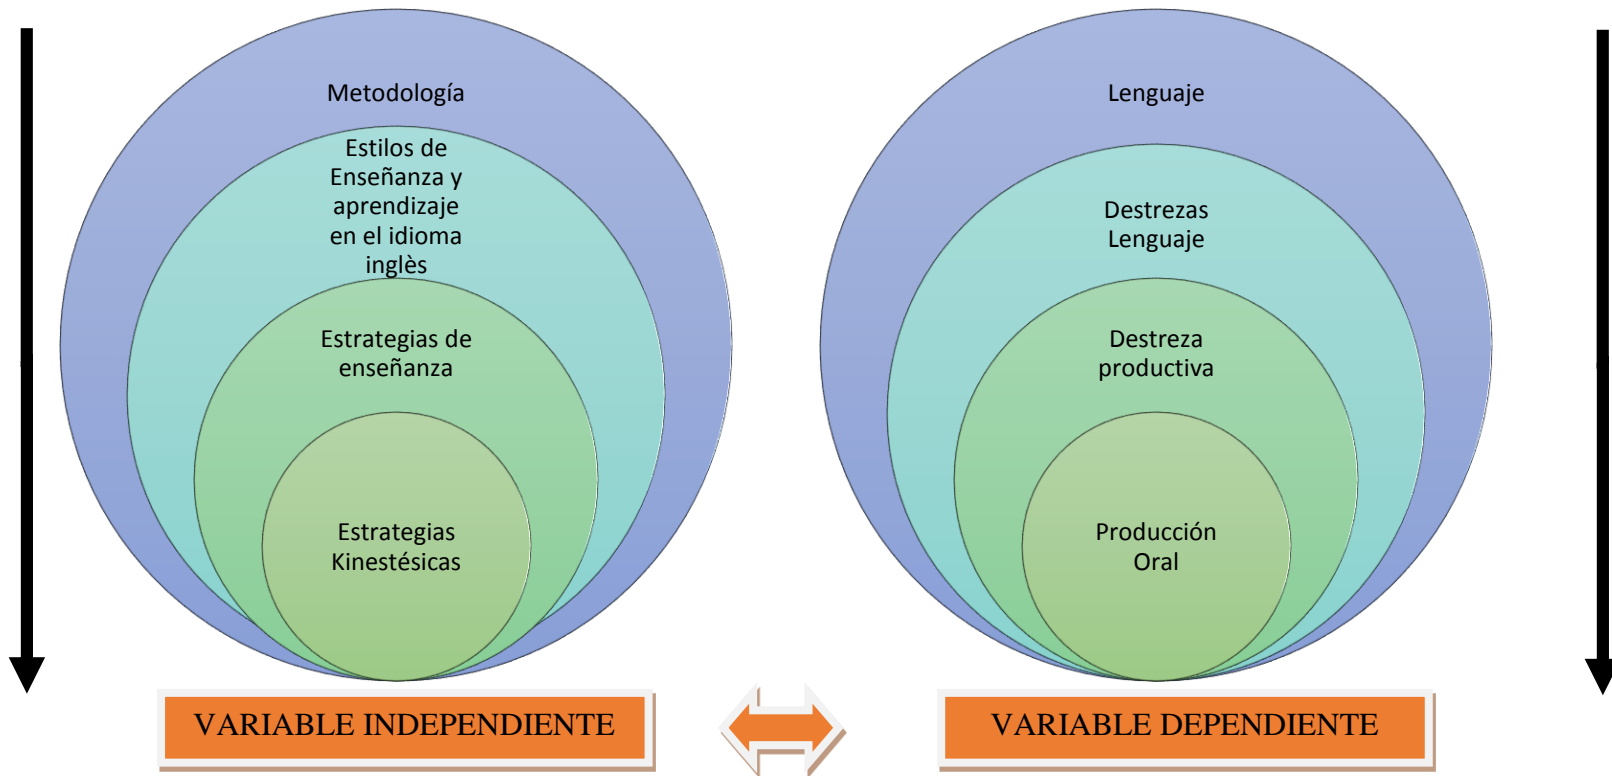 Metodología
Estilos de
Enseñanza y
aprendizaje
en el idioma
inglès
Estrategias de
enseñanza
Estrategias
Kinestésicas
VARIABLE INDEPENDIENTE
Lenguaje
Destrezas
Lenguaje
Destreza
productiva
Producción
Oral
VARIABLE DEPENDIENTE